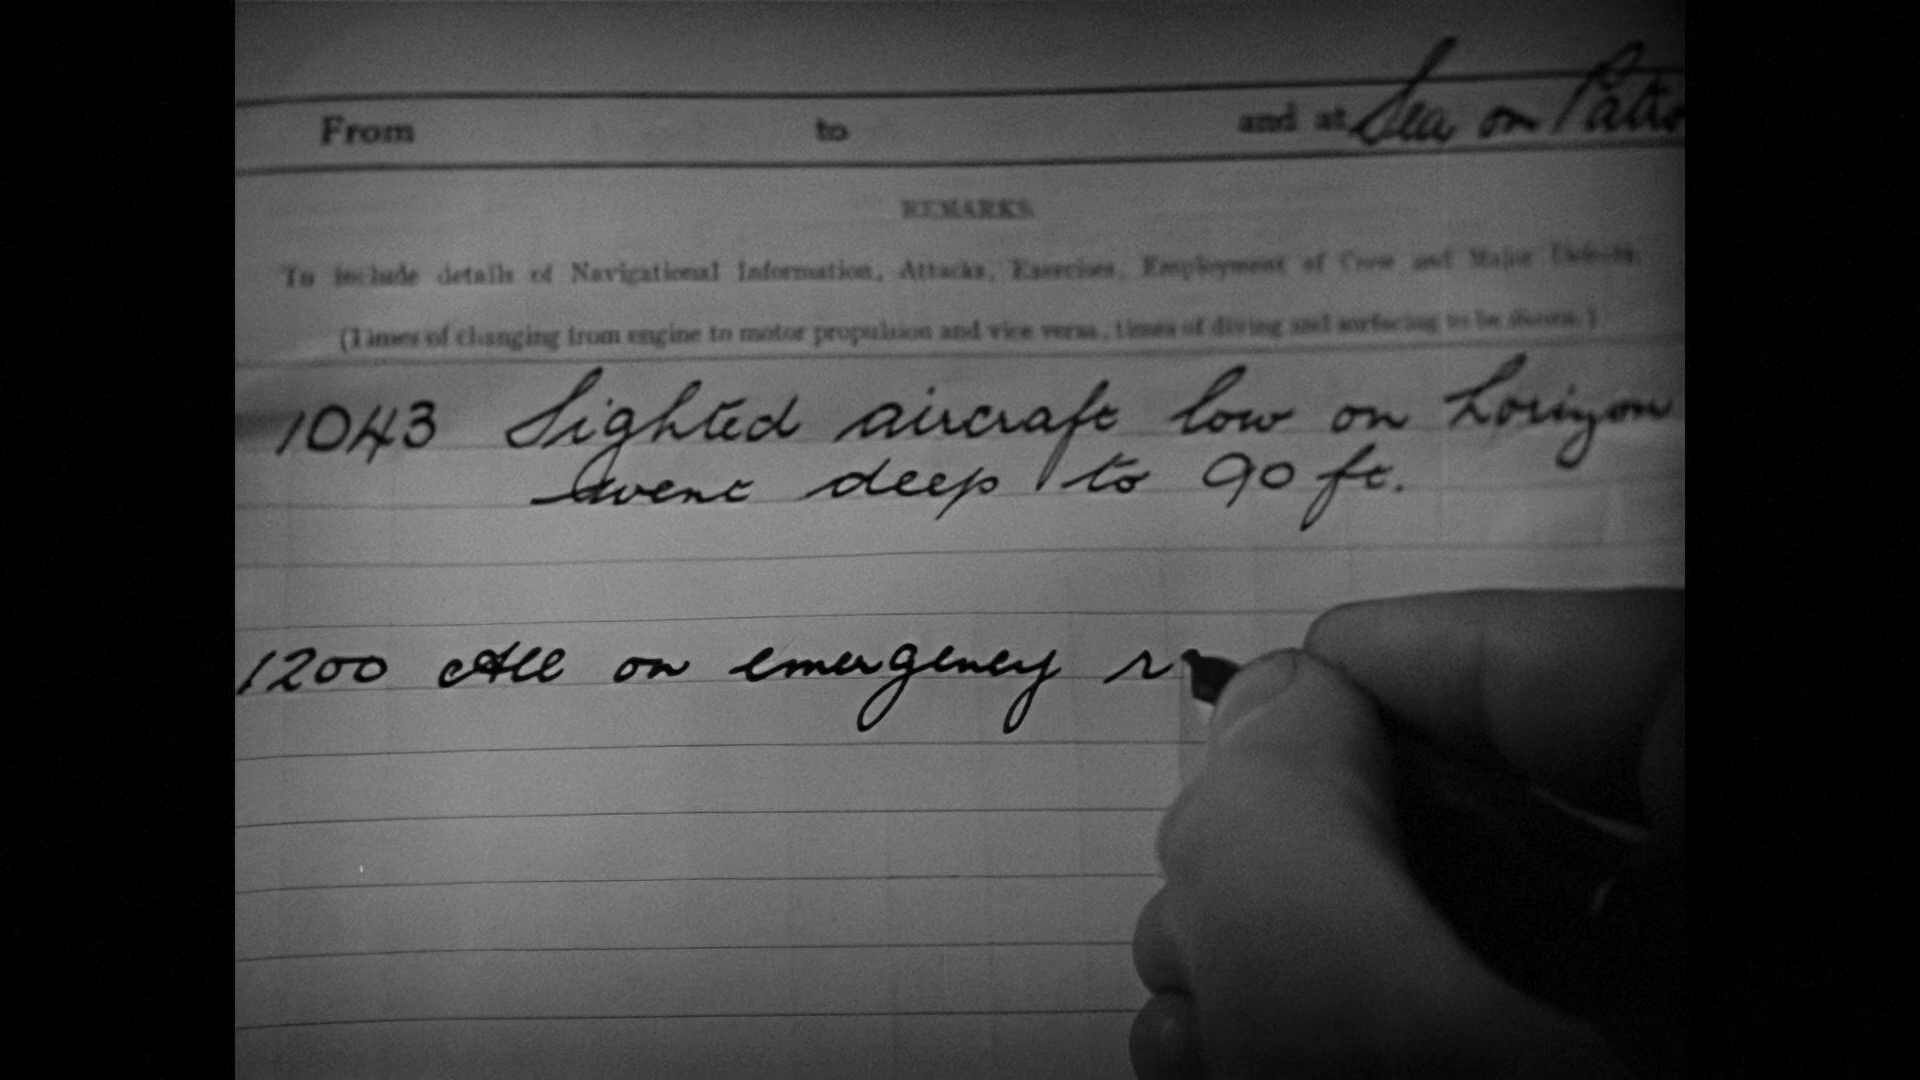 From to and at Sea on Patro
REMARKS
To include details of Navigational Information, Attacks, Exercises, Employment of Crew and Major Defects.
(Times of changing from engine to motor propulsion and vice versa, times of diving and surfacing to be shown.)
1043 Sighted aircraft low on horizon
went deep to 90 ft.
1200 All on emergency r